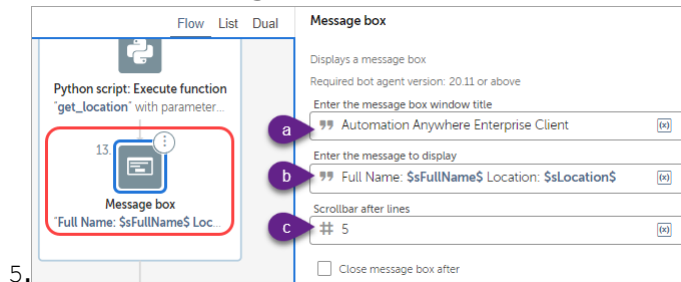 Flow List Dual
Python script: Execute function
"get_location" with parameter...
13.
Message box
"Full Name: $sFullName$ Loc...
5.
Message box
Displays a message box
Required bot agent version: 20.11 or above
Enter the message box window title
a
Automation Anywhere Enterprise Client
(x)
Enter the message to display
b
Full Name: $sFullName$ Location: $sLocation$
(x)
Scrollbar after lines
c
# 5
(x)
Close message box after